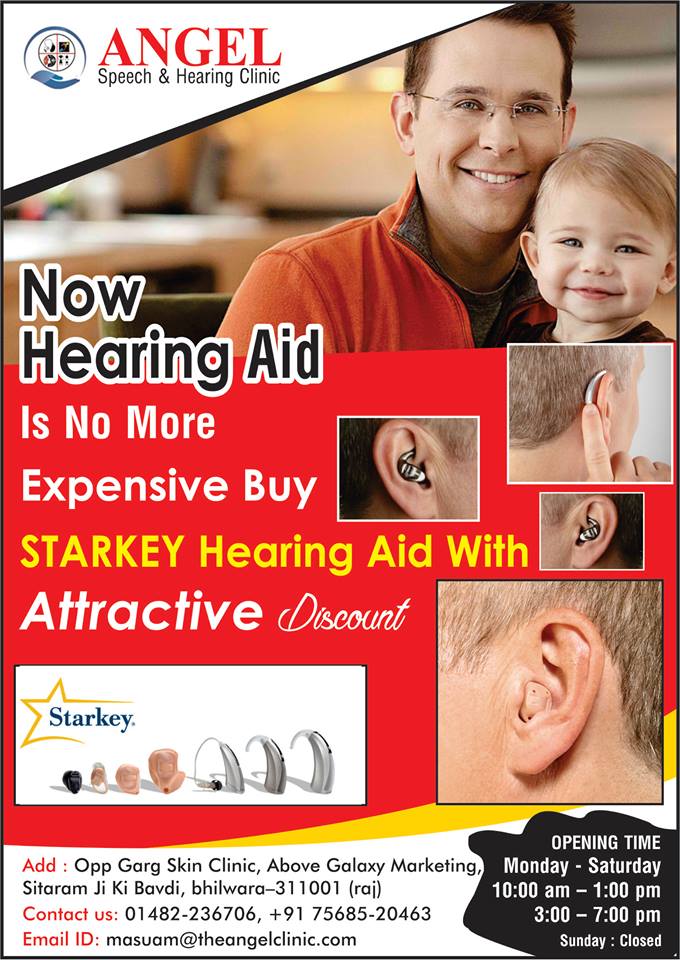 ANGEL
Speech & Hearing Clinic
Now
Hearing Aid
Is No More
Expensive Buy
STARKEY Hearing Aid With
Attractive Discount
Starkey®
Add : Opp Garg Skin Clinic, Above Galaxy Marketing,
Sitaram Ji Ki Bavdi, bhilwara–311001 (raj)
Contact us: 01482-236706, +91 75685-20463
Email ID: masuam@theangelclinic.com
OPENING TIME
Monday - Saturday
10:00 am – 1:00 pm
3:00 – 7:00 pm
Sunday : Closed